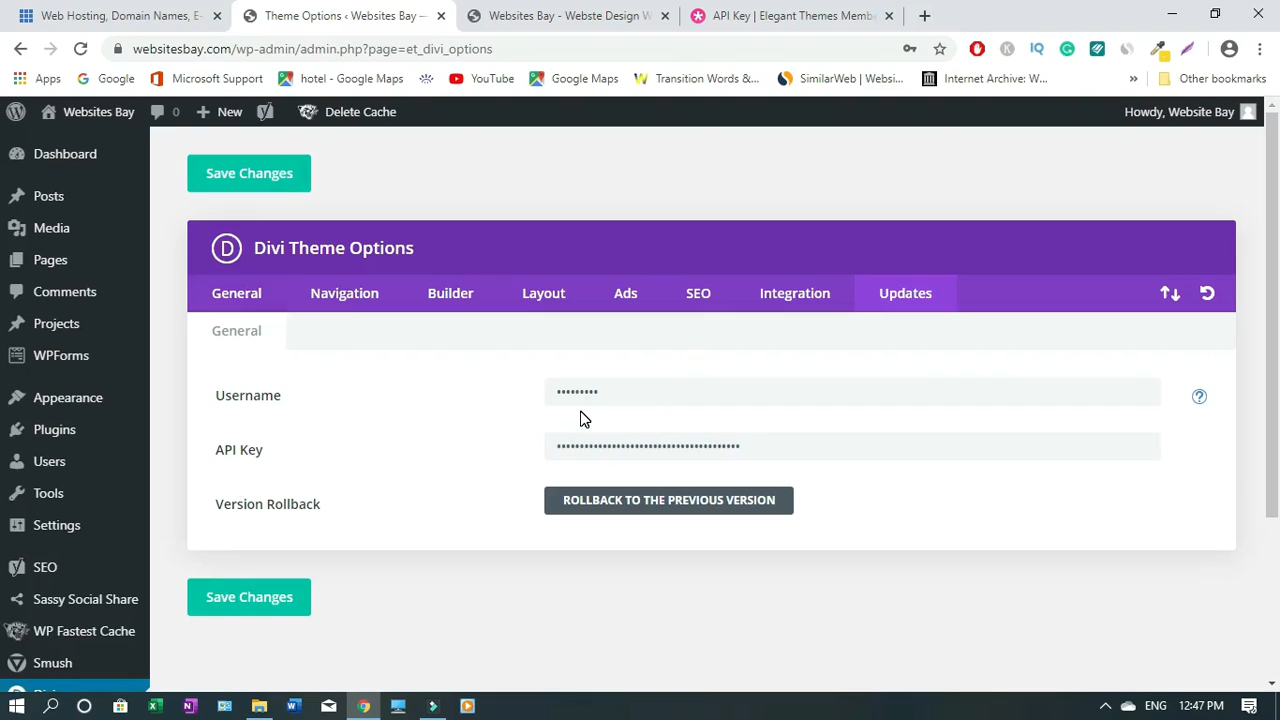 Web Hosting, Domain Names, E-
Theme Options ‹ Websites Bay —
Websites Bay - Webste Design W
API Key | Elegant Themes Membe
websitesbay.com/wp-admin/admin.php?page=et_divi_options
Apps
Google
Microsoft Support
hotel - Google Maps
YouTube
Google Maps
Transition Words &...
SimilarWeb | Websi...
Internet Archive: W...
»
Other bookmarks
Websites Bay
0
New
Delete Cache
Howdy, Website Bay
Dashboard
Posts
Media
Pages
Comments
Projects
WPForms
Appearance
Plugins
Users
Tools
Settings
SEO
Sassy Social Share
WP Fastest Cache
Smush
Save Changes
D Divi Theme Options
General Navigation Builder Layout Ads SEO Integration Updates
General
Username •••••••••
API Key ••••••••••••••••••••••••••••••••••••••••
Version Rollback ROLLBACK TO THE PREVIOUS VERSION
Save Changes
ENG 12:47 PM